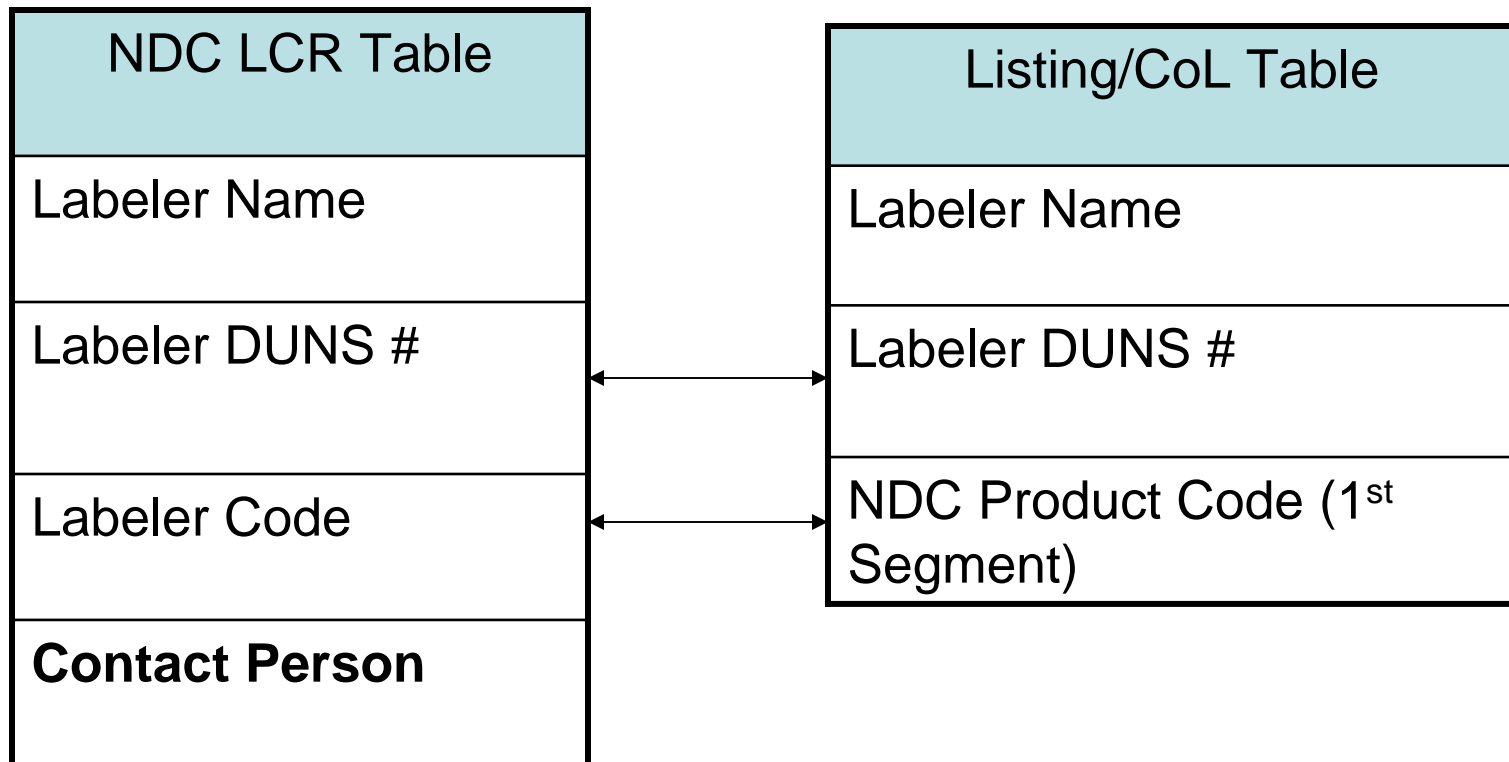 NDC LCR Table
Labeler Name
Labeler DUNS #
Labeler Code
Contact Person
Listing/CoL Table
Labeler Name
Labeler DUNS #
NDC Product Code (1st
Segment)